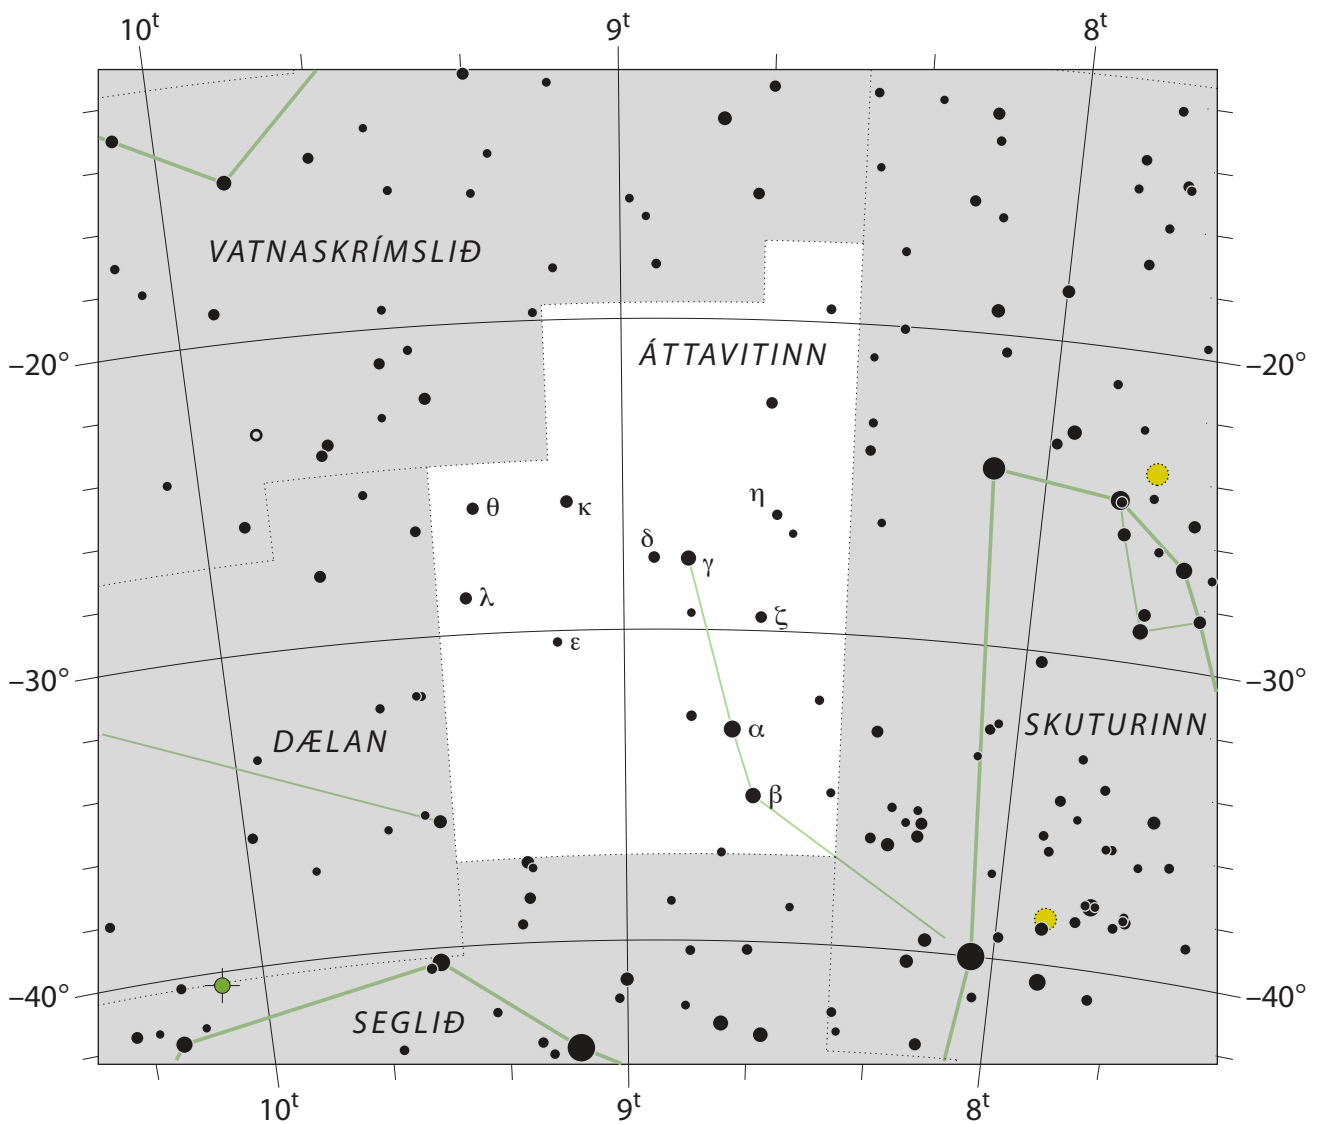 10ᵗ 9ᵗ 8ᵗ
VATNASKRÍMSLIÐ
ÁTTAVITINN
–20° –20°
η
θ κ
δ
γ
λ
ζ
ε
–30° –30°
SKUTURINN
α
DÆLAN
β
–40° –40°
SEGLIÐ
10ᵗ 9ᵗ 8ᵗ